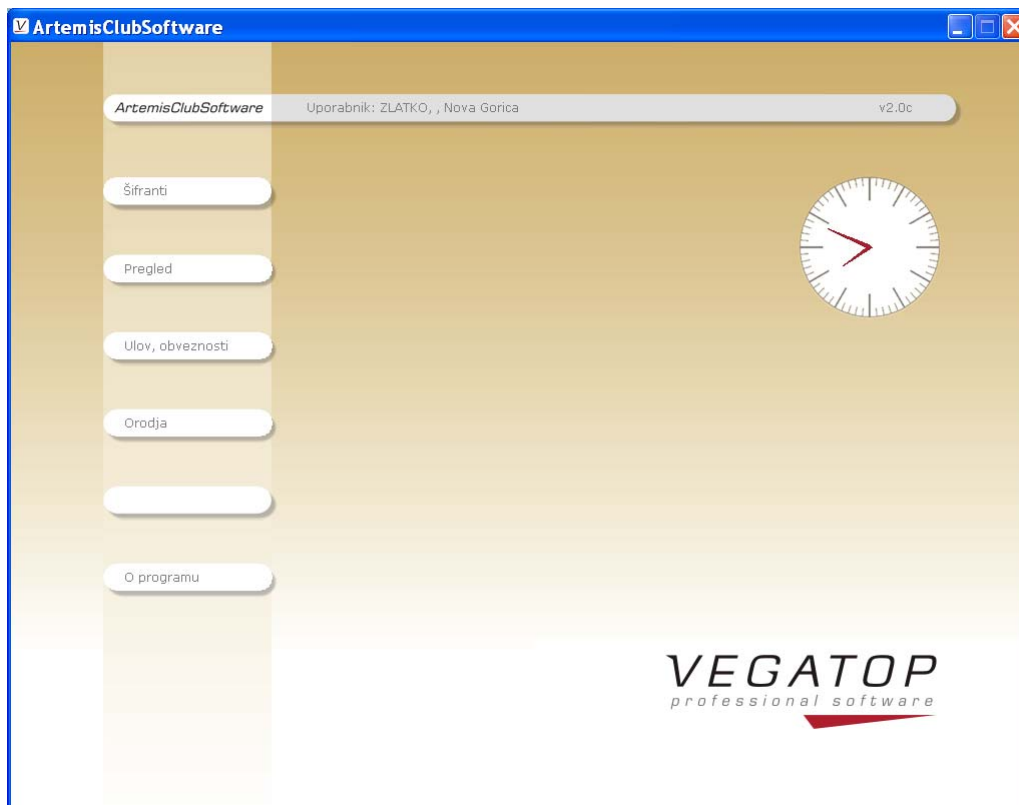 ArtemisClubSoftware
ArtemisClubSoftware Uporabnik: ZLATKO, , Nova Gorica v2.0c
Šifranti
Pregled
Ulov, obveznosti
Orodja
O programu
VEGATOP
professional software